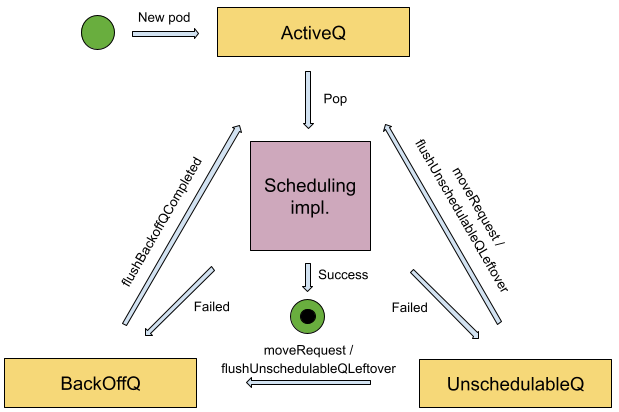 New pod
ActiveQ
Pop
flushBackoffQCompleted
Scheduling
impl.
moveRequest /
flushUnschedulableQLeftover
Success
Failed
Failed
moveRequest /
flushUnschedulableQLeftover
BackOffQ
UnschedulableQ